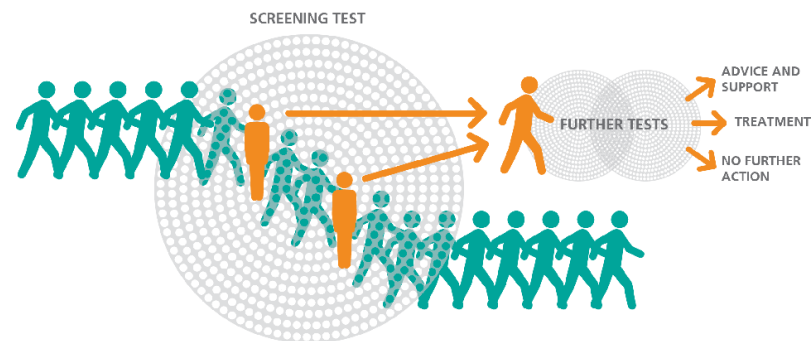 SCREENING TEST
FURTHER TESTS
ADVICE AND
SUPPORT
TREATMENT
NO FURTHER
ACTION